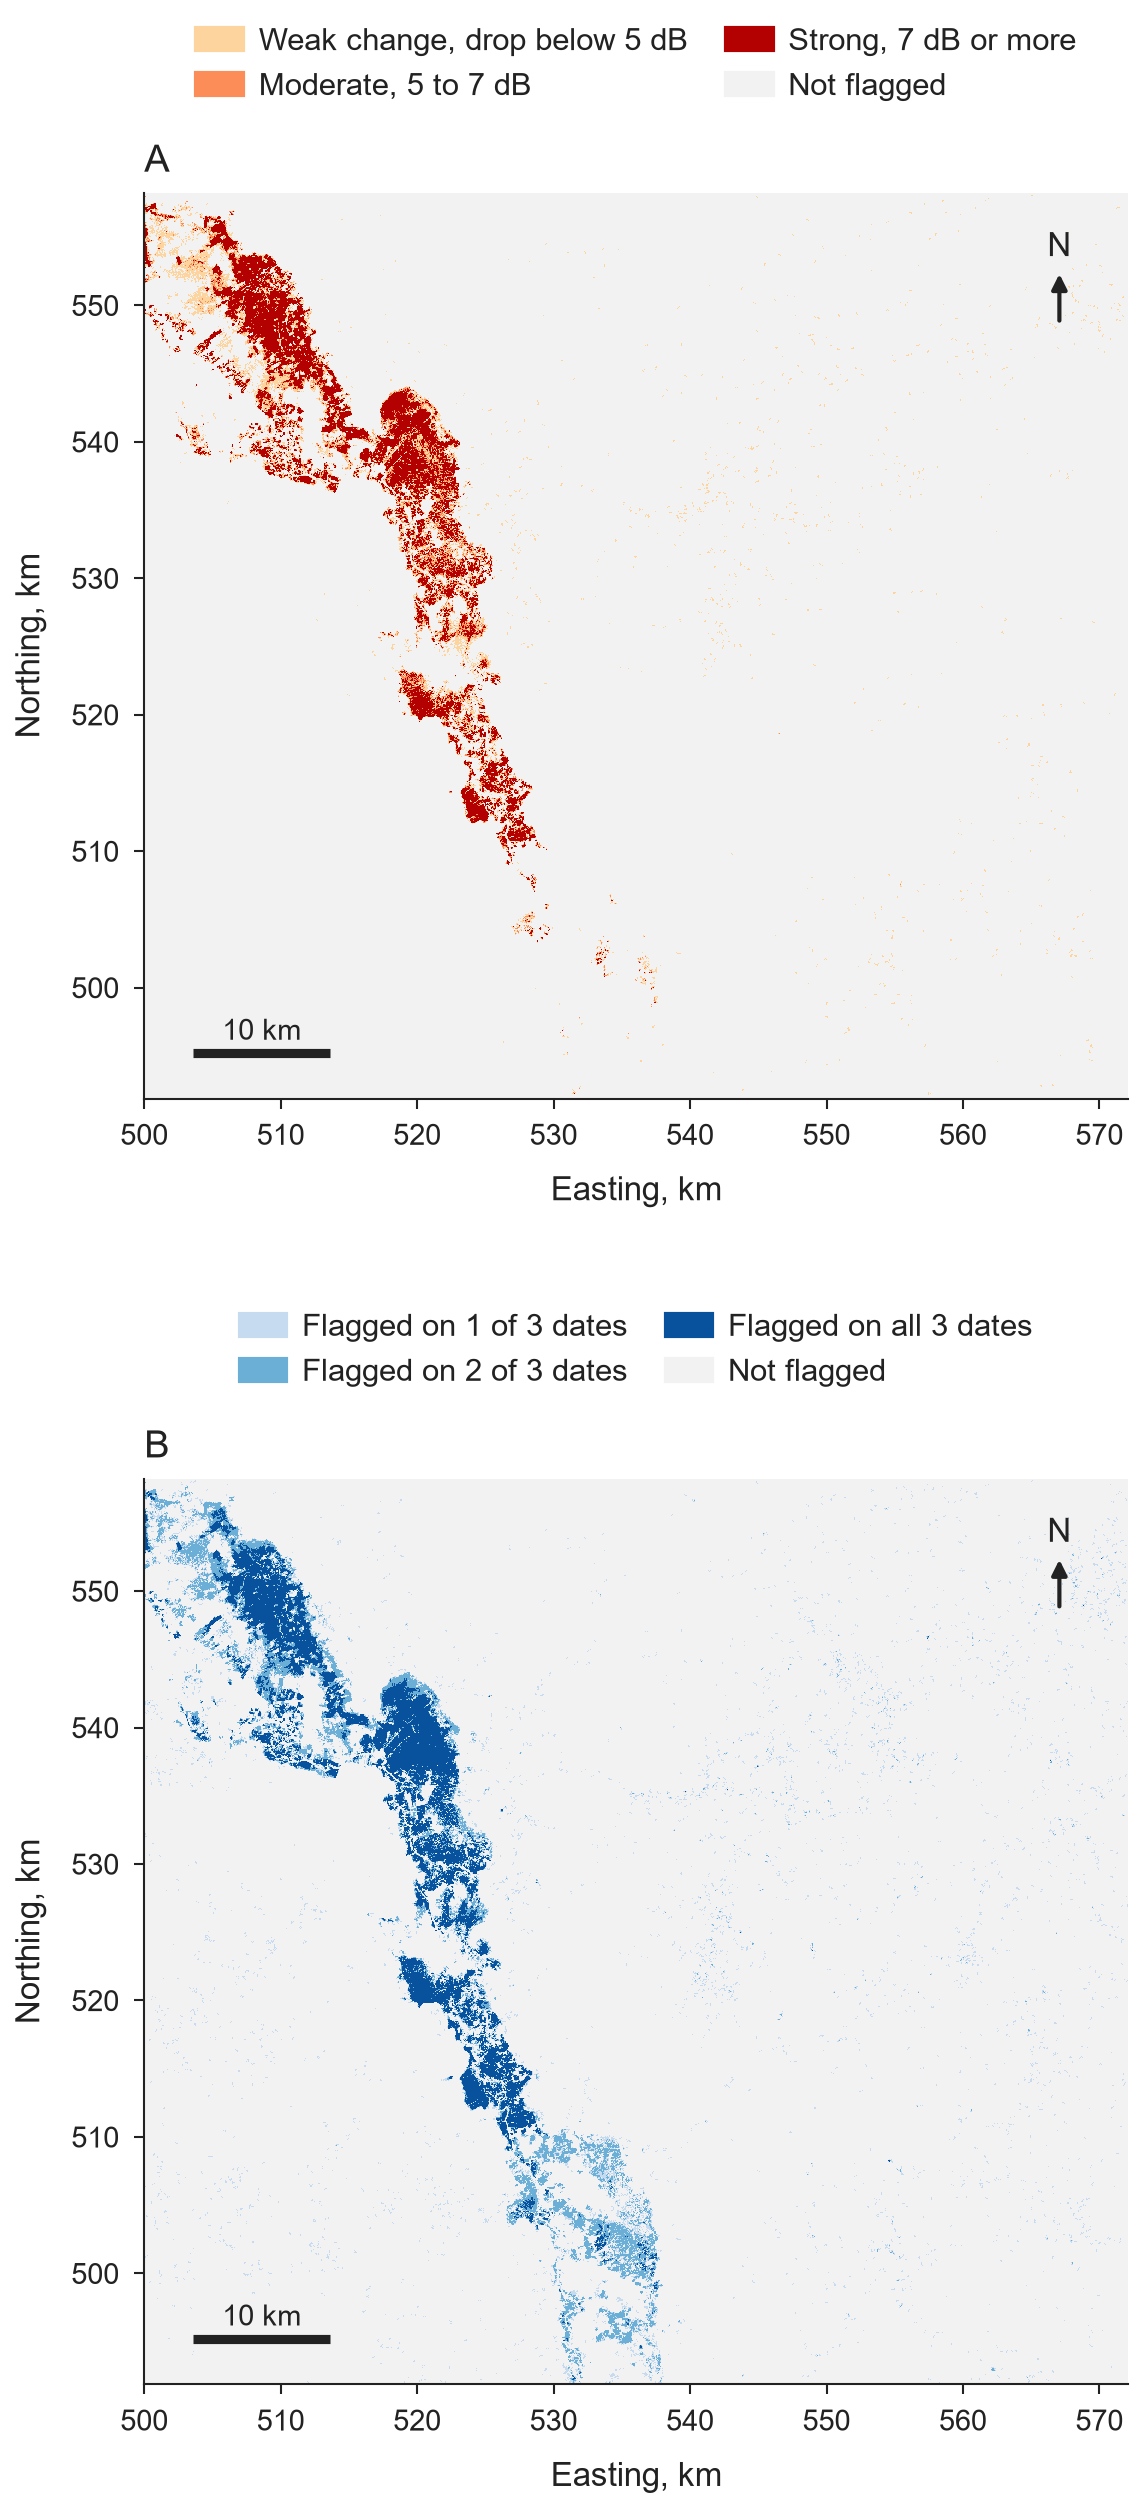 Weak change, drop below 5 dB
Strong, 7 dB or more
Moderate, 5 to 7 dB
Not flagged
A
N
550
540
530
520
510
500
Northing, km
10 km
500 510 520 530 540 550 560 570
Easting, km
Flagged on 1 of 3 dates
Flagged on all 3 dates
Flagged on 2 of 3 dates
Not flagged
B
N
550
540
530
520
510
500
Northing, km
10 km
500 510 520 530 540 550 560 570
Easting, km